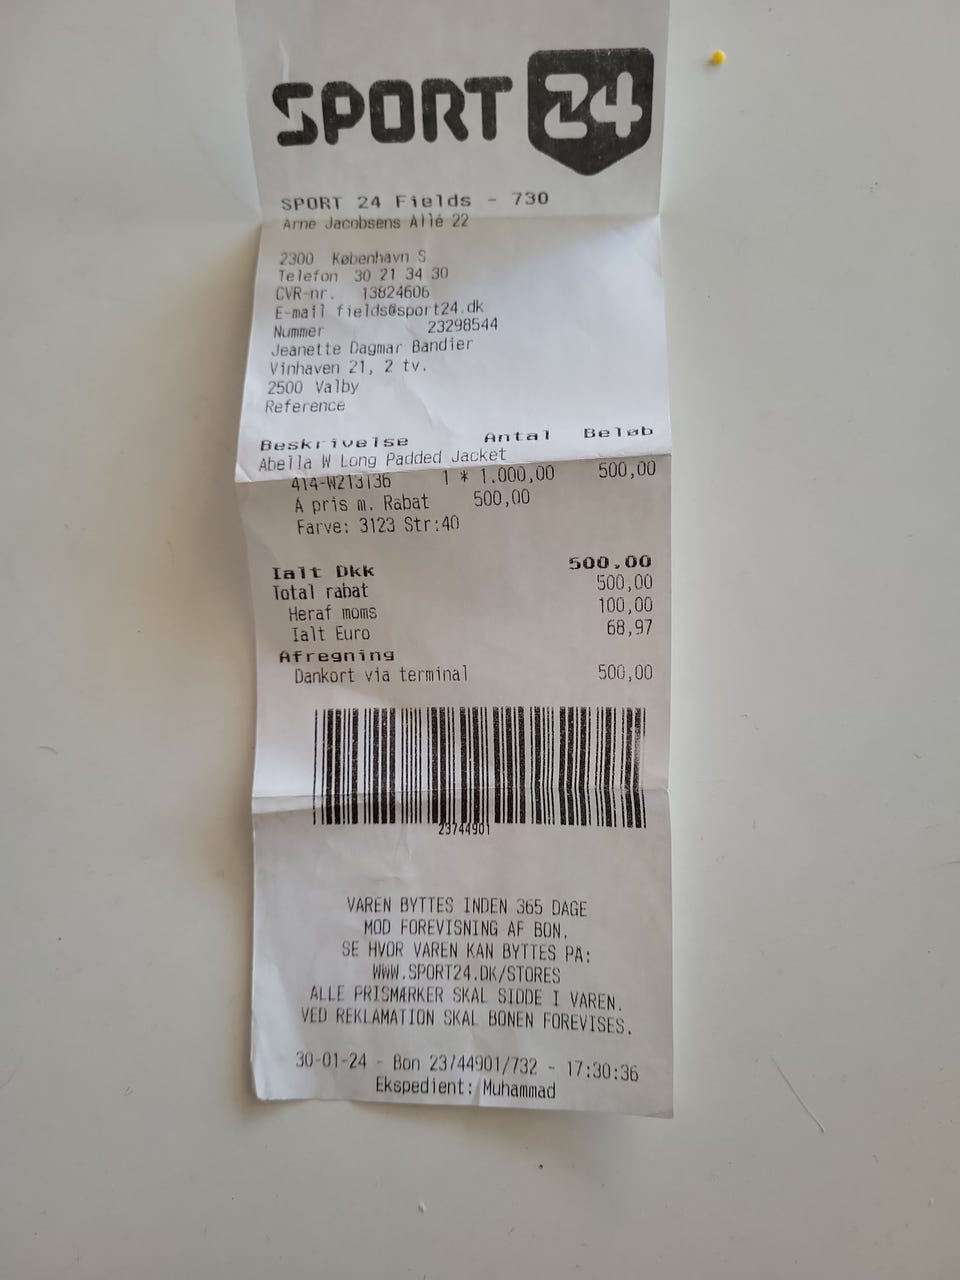 SPORT 24
SPORT 24 Fields - 730
Arne Jacobsens Allé 22
2300 København S
Telefon 30 21 34 30
CVR-nr. 13824606
E-mail fields@sport24.dk
Nummer 23298544
Jeanette Dagmar Bandier
Vinhaven 21, 2 tv.
2500 Valby
Reference
Beskrivelse Antal Beløb
Abella W Long Padded Jacket
414-W213136 1 * 1.000,00 500,00
A pris m. Rabat 500,00
Farve: 3123 Str:40
Ialt Dkk 500.00
Total rabat 500,00
Heraf moms 100,00
Ialt Euro 68,97
Afregning
Dankort via terminal 500,00
23744901
VAREN BYTTES INDEN 365 DAGE
MOD FOREVISNING AF BON.
SE HVOR VAREN KAN BYTTES PÅ:
WWW.SPORT24.DK/STORES
ALLE PRISMÆRKER SKAL SIDDE I VAREN.
VED REKLAMATION SKAL BONEN FOREVISES.
30-01-24 - Bon 23744901/732 - 17:30:36
Ekspedient: Muhammad